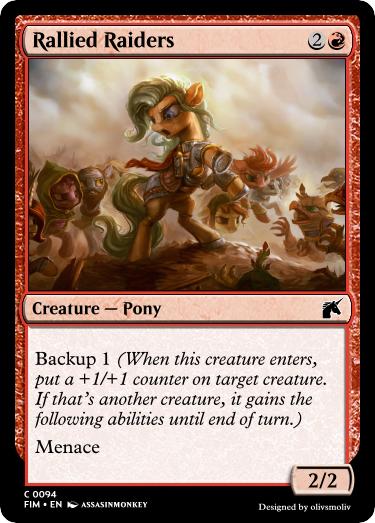 Rallied Raiders 2
Creature — Pony
Backup 1 (When this creature enters,
put a +1/+1 counter on target creature.
If that's another creature, it gains the
following abilities until end of turn.)
Menace
2/2
C 0094
FIM • EN ASSASINMONKEY
Designed by olivsmoliv